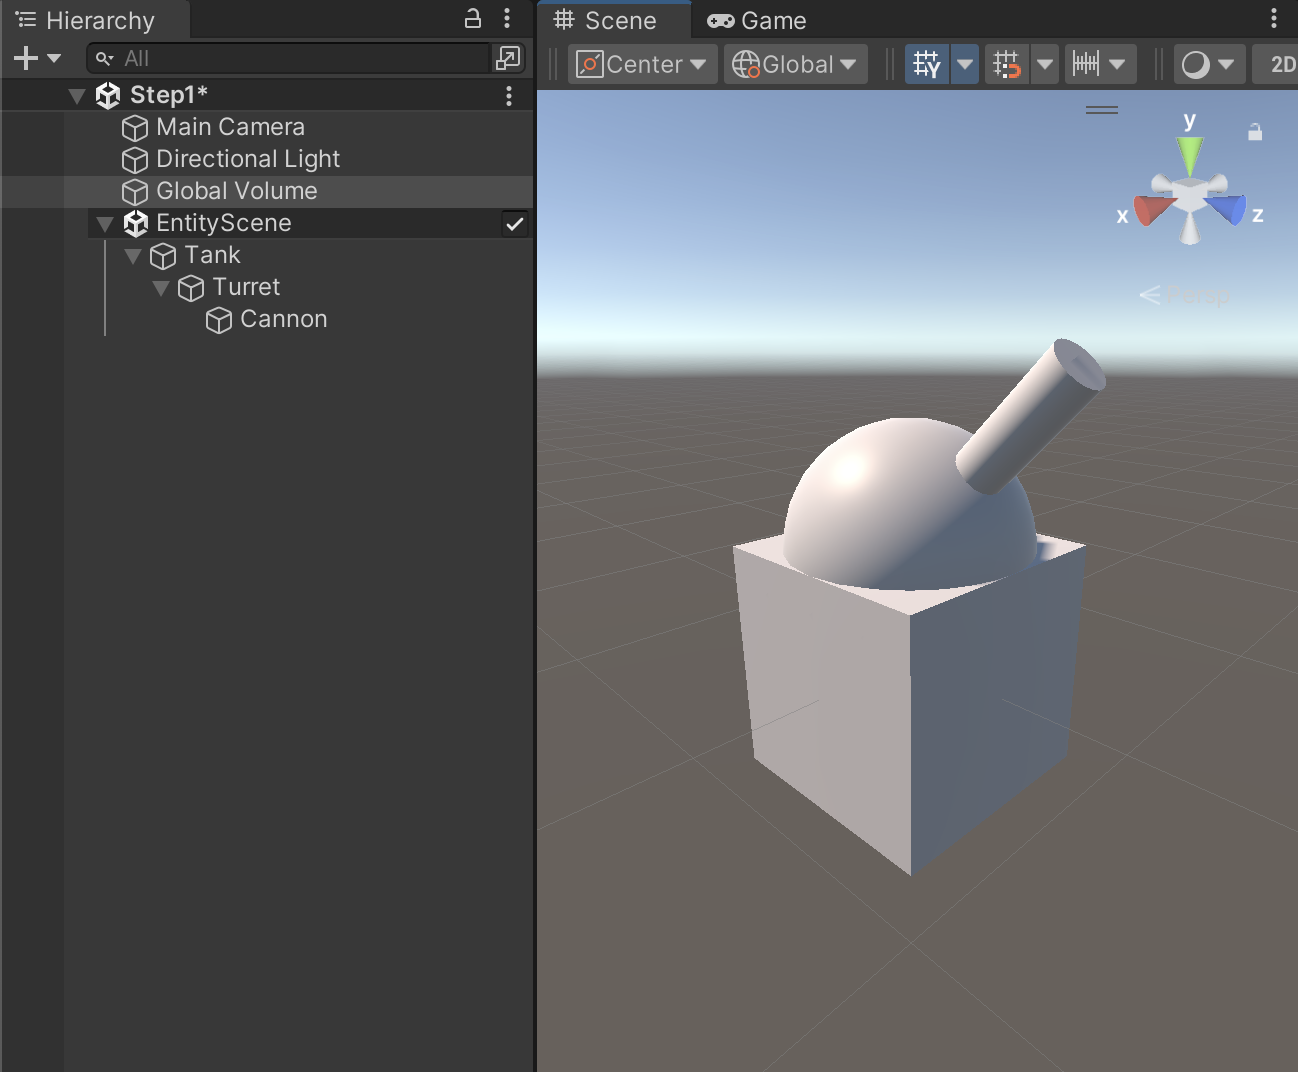 Hierarchy
All
Step1*
Main Camera
Directional Light
Global Volume
EntityScene
Tank
Turret
Cannon
Scene Game
Center Global Y 2D
y
x z
Persp